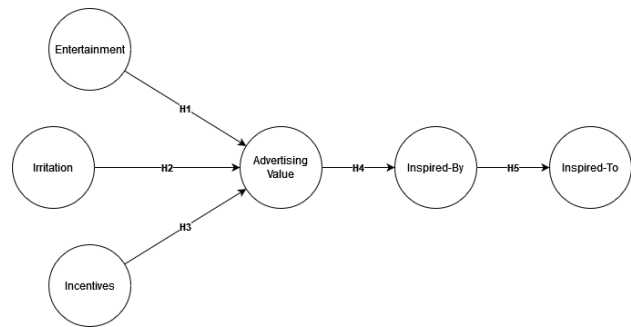 Entertainment
H1
Irritation
H2
Advertising
Value
H4
Inspired-By
H5
Inspired-To
H3
Incentives